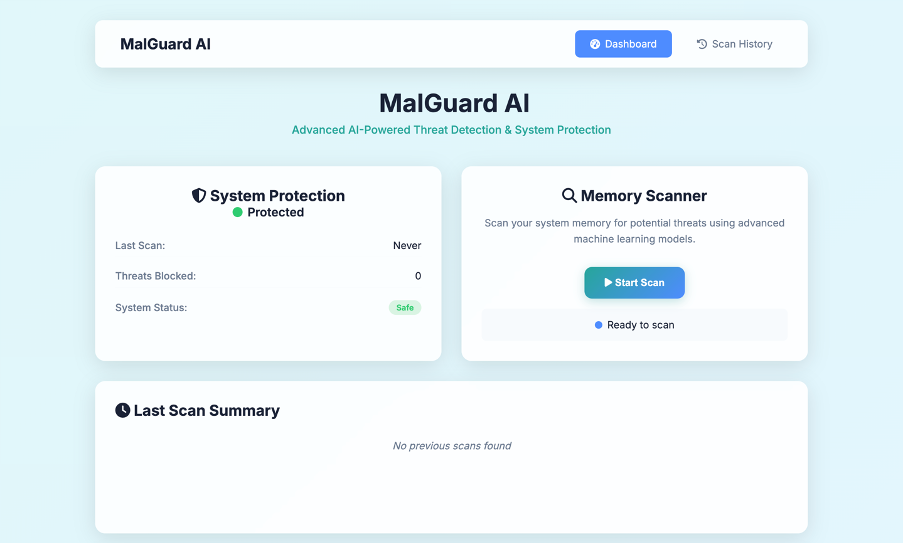 MalGuard AI
Dashboard
Scan History
MalGuard AI
Advanced AI-Powered Threat Detection & System Protection
System Protection
Protected
Last Scan: Never
Threats Blocked: 0
System Status: Safe
Memory Scanner
Scan your system memory for potential threats using advanced
machine learning models.
Start Scan
Ready to scan
Last Scan Summary
No previous scans found